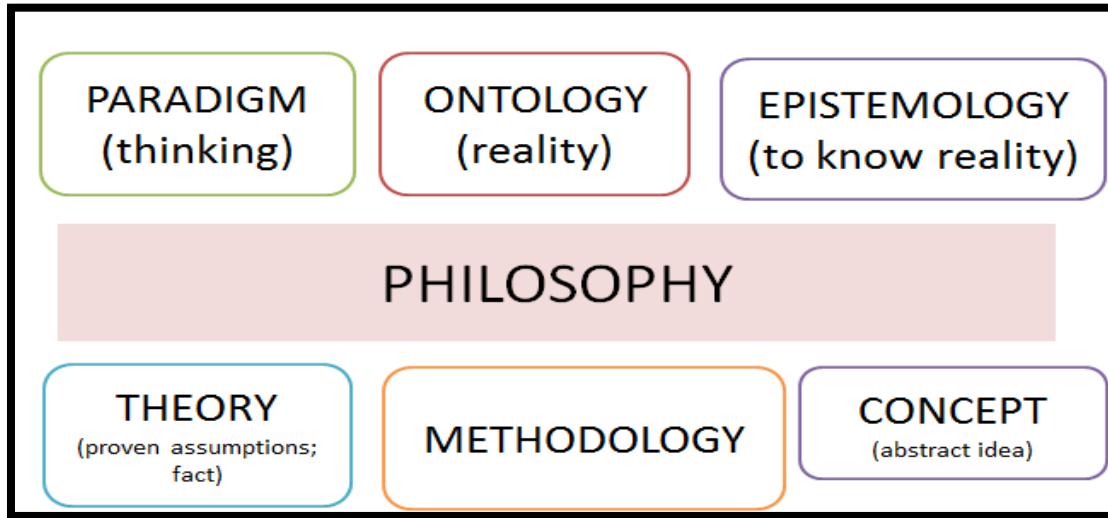 PARADIGM
(thinking)
ONTOLOGY
(reality)
EPISTEMOLOGY
(to know reality)
PHILOSOPHY
THEORY
(proven assumptions;
fact)
METHODOLOGY
CONCEPT
(abstract idea)